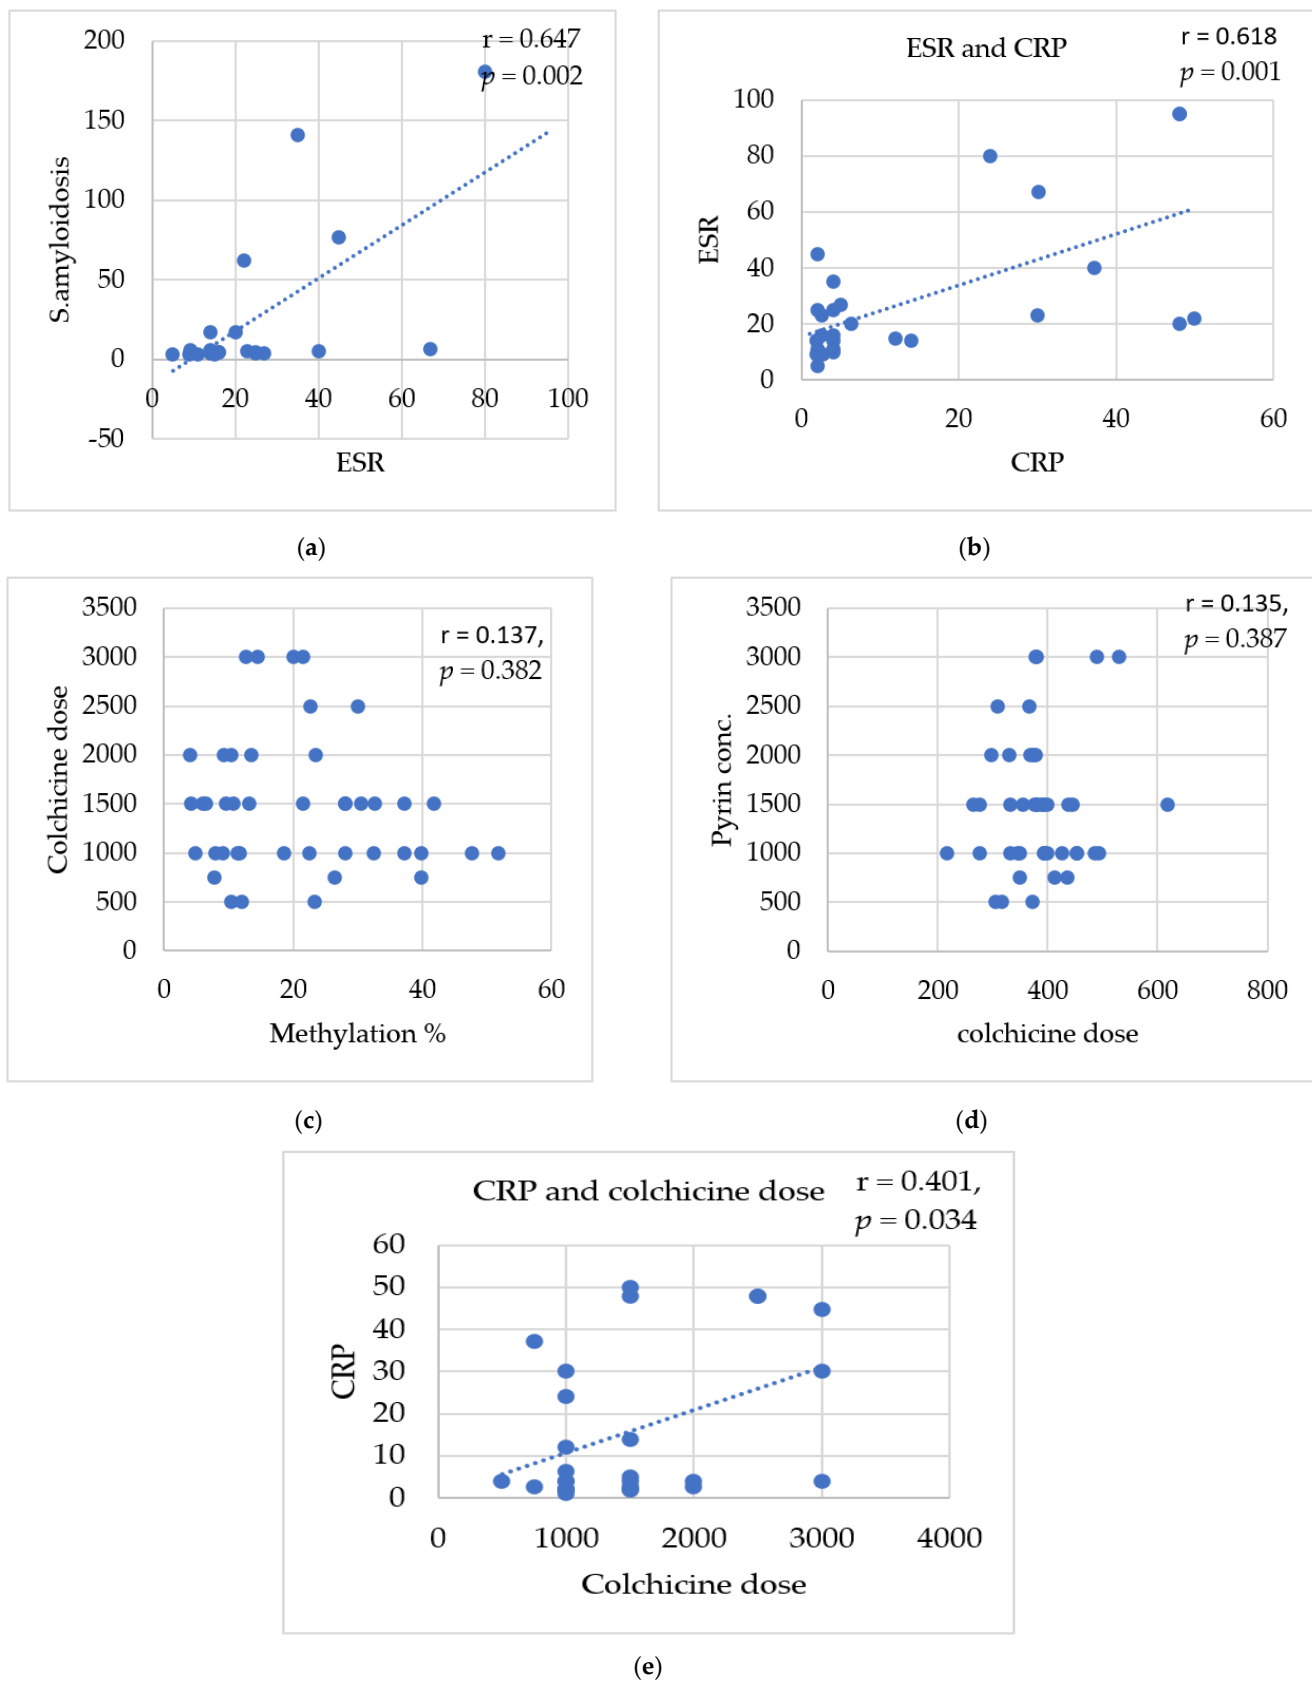 r = 0.647
p = 0.002
200
150
100
50
0
-50
0 20 40 60 80 100
S.amyloidosis
ESR
(a)
ESR and CRP
r = 0.618
p = 0.001
100
80
60
40
20
0
0 20 40 60
ESR
CRP
(b)
r = 0.137,
p = 0.382
3500
3000
2500
2000
1500
1000
500
0
0 20 40 60
Colchicine dose
Methylation %
(c)
r = 0.135,
p = 0.387
3500
3000
2500
2000
1500
1000
500
0
0 200 400 600 800
Pyrin conc.
colchicine dose
(d)
CRP and colchicine dose
r = 0.401,
p = 0.034
60
50
40
30
20
10
0
0 1000 2000 3000 4000
CRP
Colchicine dose
(e)